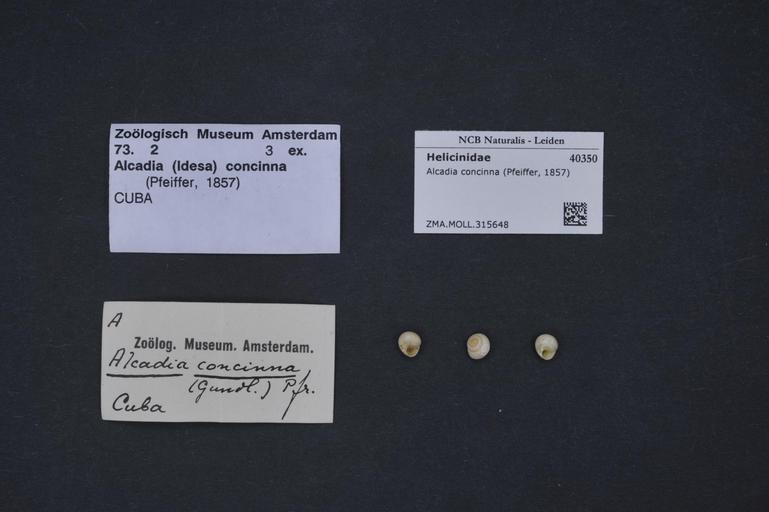 Zoölogisch Museum Amsterdam
73. 2 3 ex.
Alcadia (Idesa) concinna
(Pfeiffer, 1857)
CUBA
NCB Naturalis - Leiden
Helicinidae 40350
Alcadia concinna (Pfeiffer, 1857)
ZMA.MOLL.315648
A
Zoölog. Museum. Amsterdam.
Alcadia concinna
(Gundl.) Pfr.
Cuba